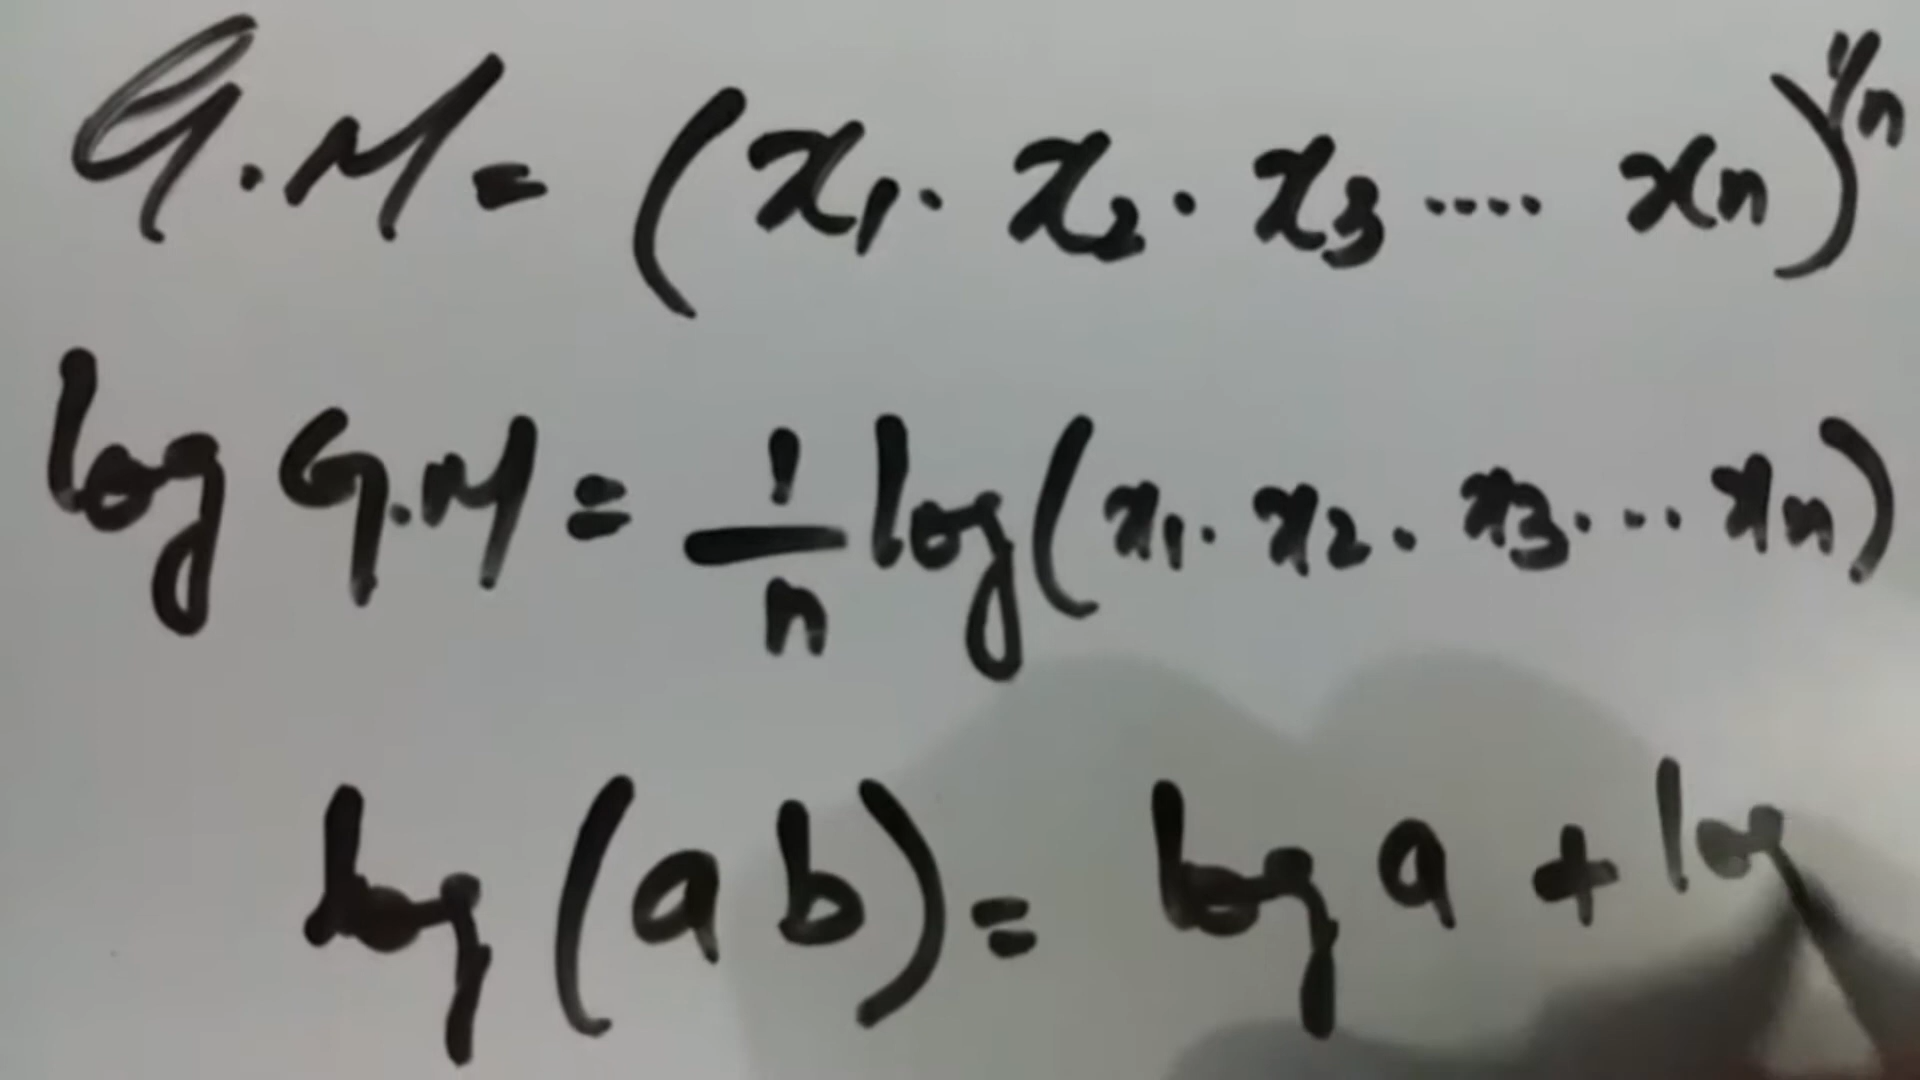 G.M = (x₁. x₂. x₃ .... xn)^1/n
log G.M = 1/n log(x₁. x₂. x₃. ... xn)
log (ab) = log a + log